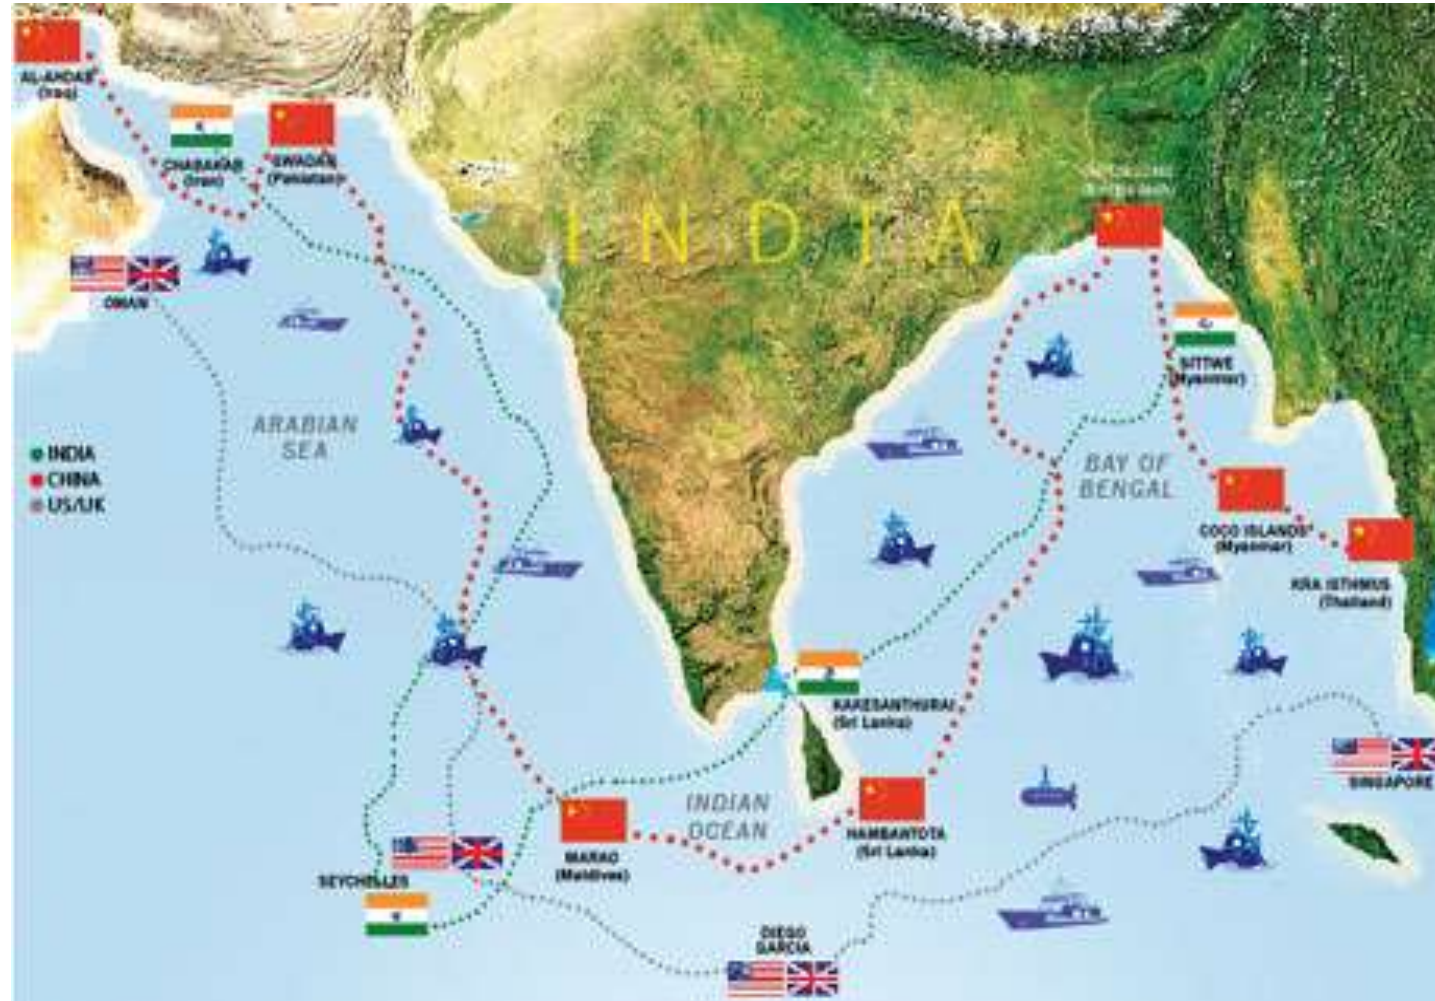 AL-AHDAB
(Iraq)
CHABAHAR
(Iran)
GWADAR
(Pakistan)
INDIA
OMAN
ARABIAN
SEA
INDIA
CHINA
US/UK
SITTWE
(Myanmar)
BAY OF
BENGAL
COCO ISLANDS*
(Myanmar)
KRA ISTHMUS
(Thailand)
KAKESANTHURAI
(Sri Lanka)
SINGAPORE
INDIAN
OCEAN
HAMBANTOTA
(Sri Lanka)
MARAO
(Maldives)
SEYCHELLES
DIEGO
GARCIA